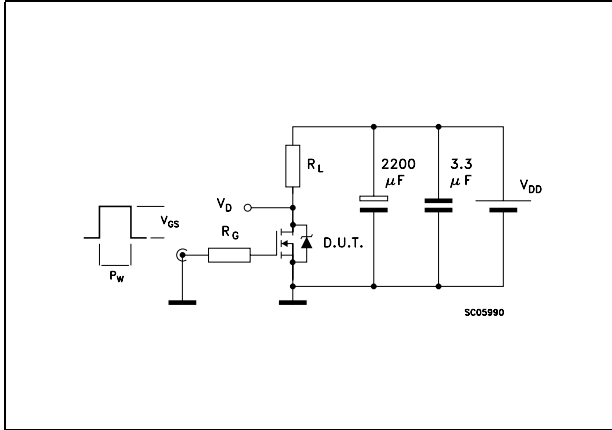 R_L
2200
μF
3.3
μF
V_DD
V_D
V_GS
R_G
D.U.T.
P_W
SC05990